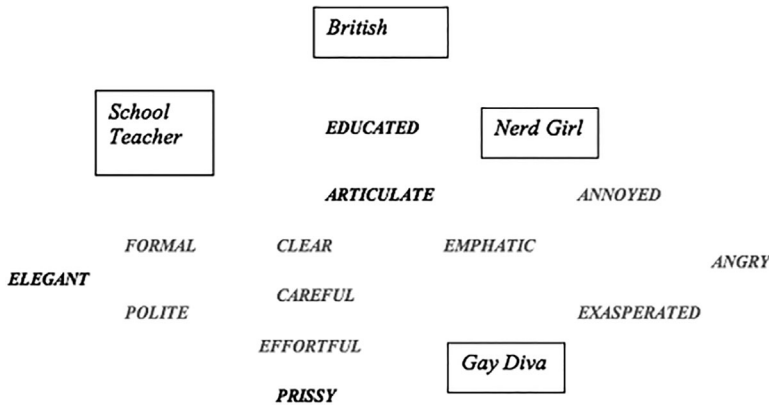 British
School
Teacher
EDUCATED
Nerd Girl
ARTICULATE
ANNOYED
FORMAL
CLEAR
EMPHATIC
ANGRY
ELEGANT
CAREFUL
POLITE
EXASPERATED
EFFORTFUL
Gay Diva
PRISSY